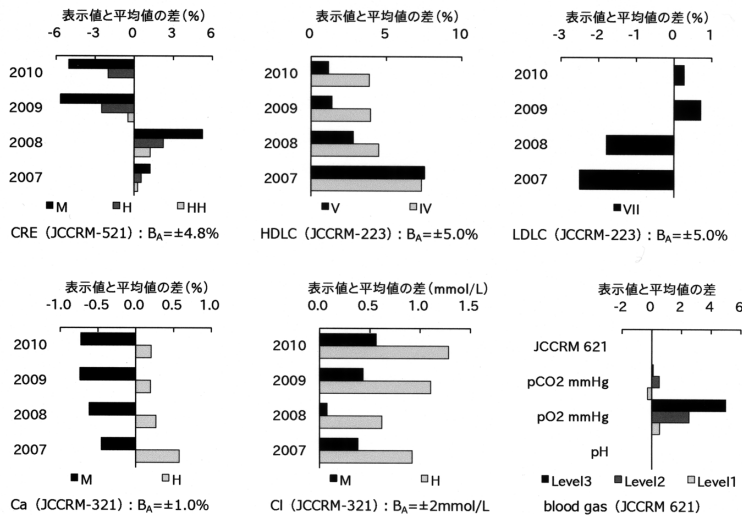 表示値と平均値の差(%)
-6 -3 0 3 6
2010
2009
2008
2007
M H HH
CRE (JCCRM-521) : BA=±4.8%
表示値と平均値の差(%)
0 5 10
2010
2009
2008
2007
V IV
HDLC (JCCRM-223) : BA=±5.0%
表示値と平均値の差(%)
-3 -2 -1 0 1
2010
2009
2008
2007
VII
LDLC (JCCRM-223) : BA=±5.0%
表示値と平均値の差(%)
-1.0 -0.5 0.0 0.5 1.0
2010
2009
2008
2007
M H
Ca (JCCRM-321) : BA=±1.0%
表示値と平均値の差(mmol/L)
0.0 0.5 1.0 1.5
2010
2009
2008
2007
M H
Cl (JCCRM-321) : BA=±2mmol/L
表示値と平均値の差
-2 0 2 4 6
JCCRM 621
pCO2 mmHg
pO2 mmHg
pH
Level3 Level2 Level1
blood gas (JCCRM 621)